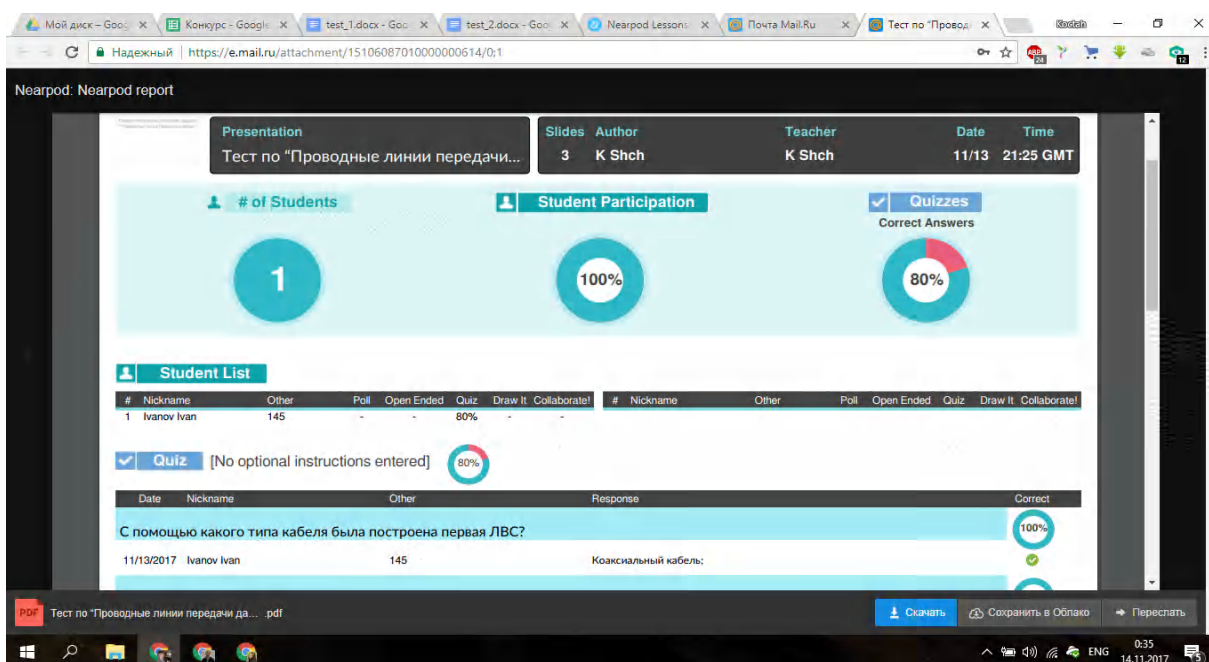 Мой диск – Goo
Конкурс - Google
test_1.docx - Goo
test_2.docx - Goo
Nearpod Lessons
Почта Mail.Ru
Тест по "Провод
Надежный
https://e.mail.ru/attachment/15106087010000000614/0;1
ABP
24
12
Nearpod: Nearpod report
Presentation Slides Author Teacher Date Time
Тест по "Проводные линии передачи... 3 K Shch K Shch 11/13 21:25 GMT
# of Students Student Participation Quizzes
Correct Answers
1 100% 80%
Student List
# Nickname Other Poll Open Ended Quiz Draw It Collaborate! # Nickname Other Poll Open Ended Quiz Draw It Collaborate!
1 Ivanov Ivan 145 - - 80% - -
Quiz [No optional instructions entered] 80%
Date Nickname Other Response Correct
С помощью какого типа кабеля была построена первая ЛВС? 100%
11/13/2017 Ivanov Ivan 145 Коаксиальный кабель;
PDF Тест по "Проводные линии передачи да... .pdf Скачать Сохранить в Облако Переслать
ENG 0:35
14.11.2017 5